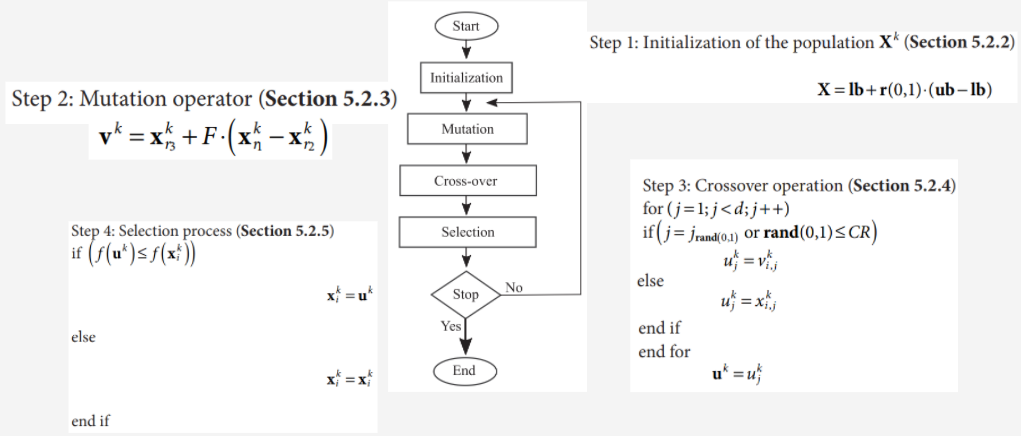 Start
Initialization
Mutation
Cross-over
Selection
Stop
No
Yes
End
Step 1: Initialization of the population X^k (Section 5.2.2)
X = lb + r(0,1)·(ub − lb)
Step 2: Mutation operator (Section 5.2.3)
v^k = x^k_{r3} + F·(x^k_{r1} − x^k_{r2})
Step 3: Crossover operation (Section 5.2.4)
for (j=1; j<d; j++)
if (j = j_{rand(0,1)} or rand(0,1) ≤ CR)
u^k_j = v^k_{i,j}
else
u^k_j = x^k_{i,j}
end if
end for
u^k = u^k_j
Step 4: Selection process (Section 5.2.5)
if (f(u^k) ≤ f(x^k_i))
x^k_i = u^k
else
x^k_i = x^k_i
end if